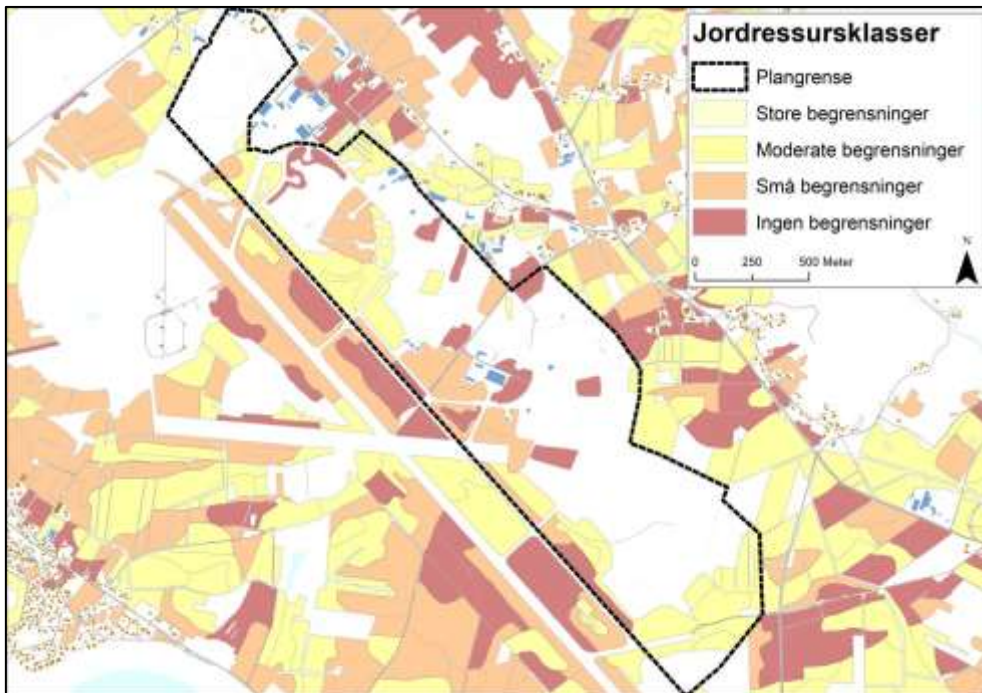 Jordressursklasser
Plangrense
Store begrensninger
Moderate begrensninger
Små begrensninger
Ingen begrensninger
0 250 500 Meter
N